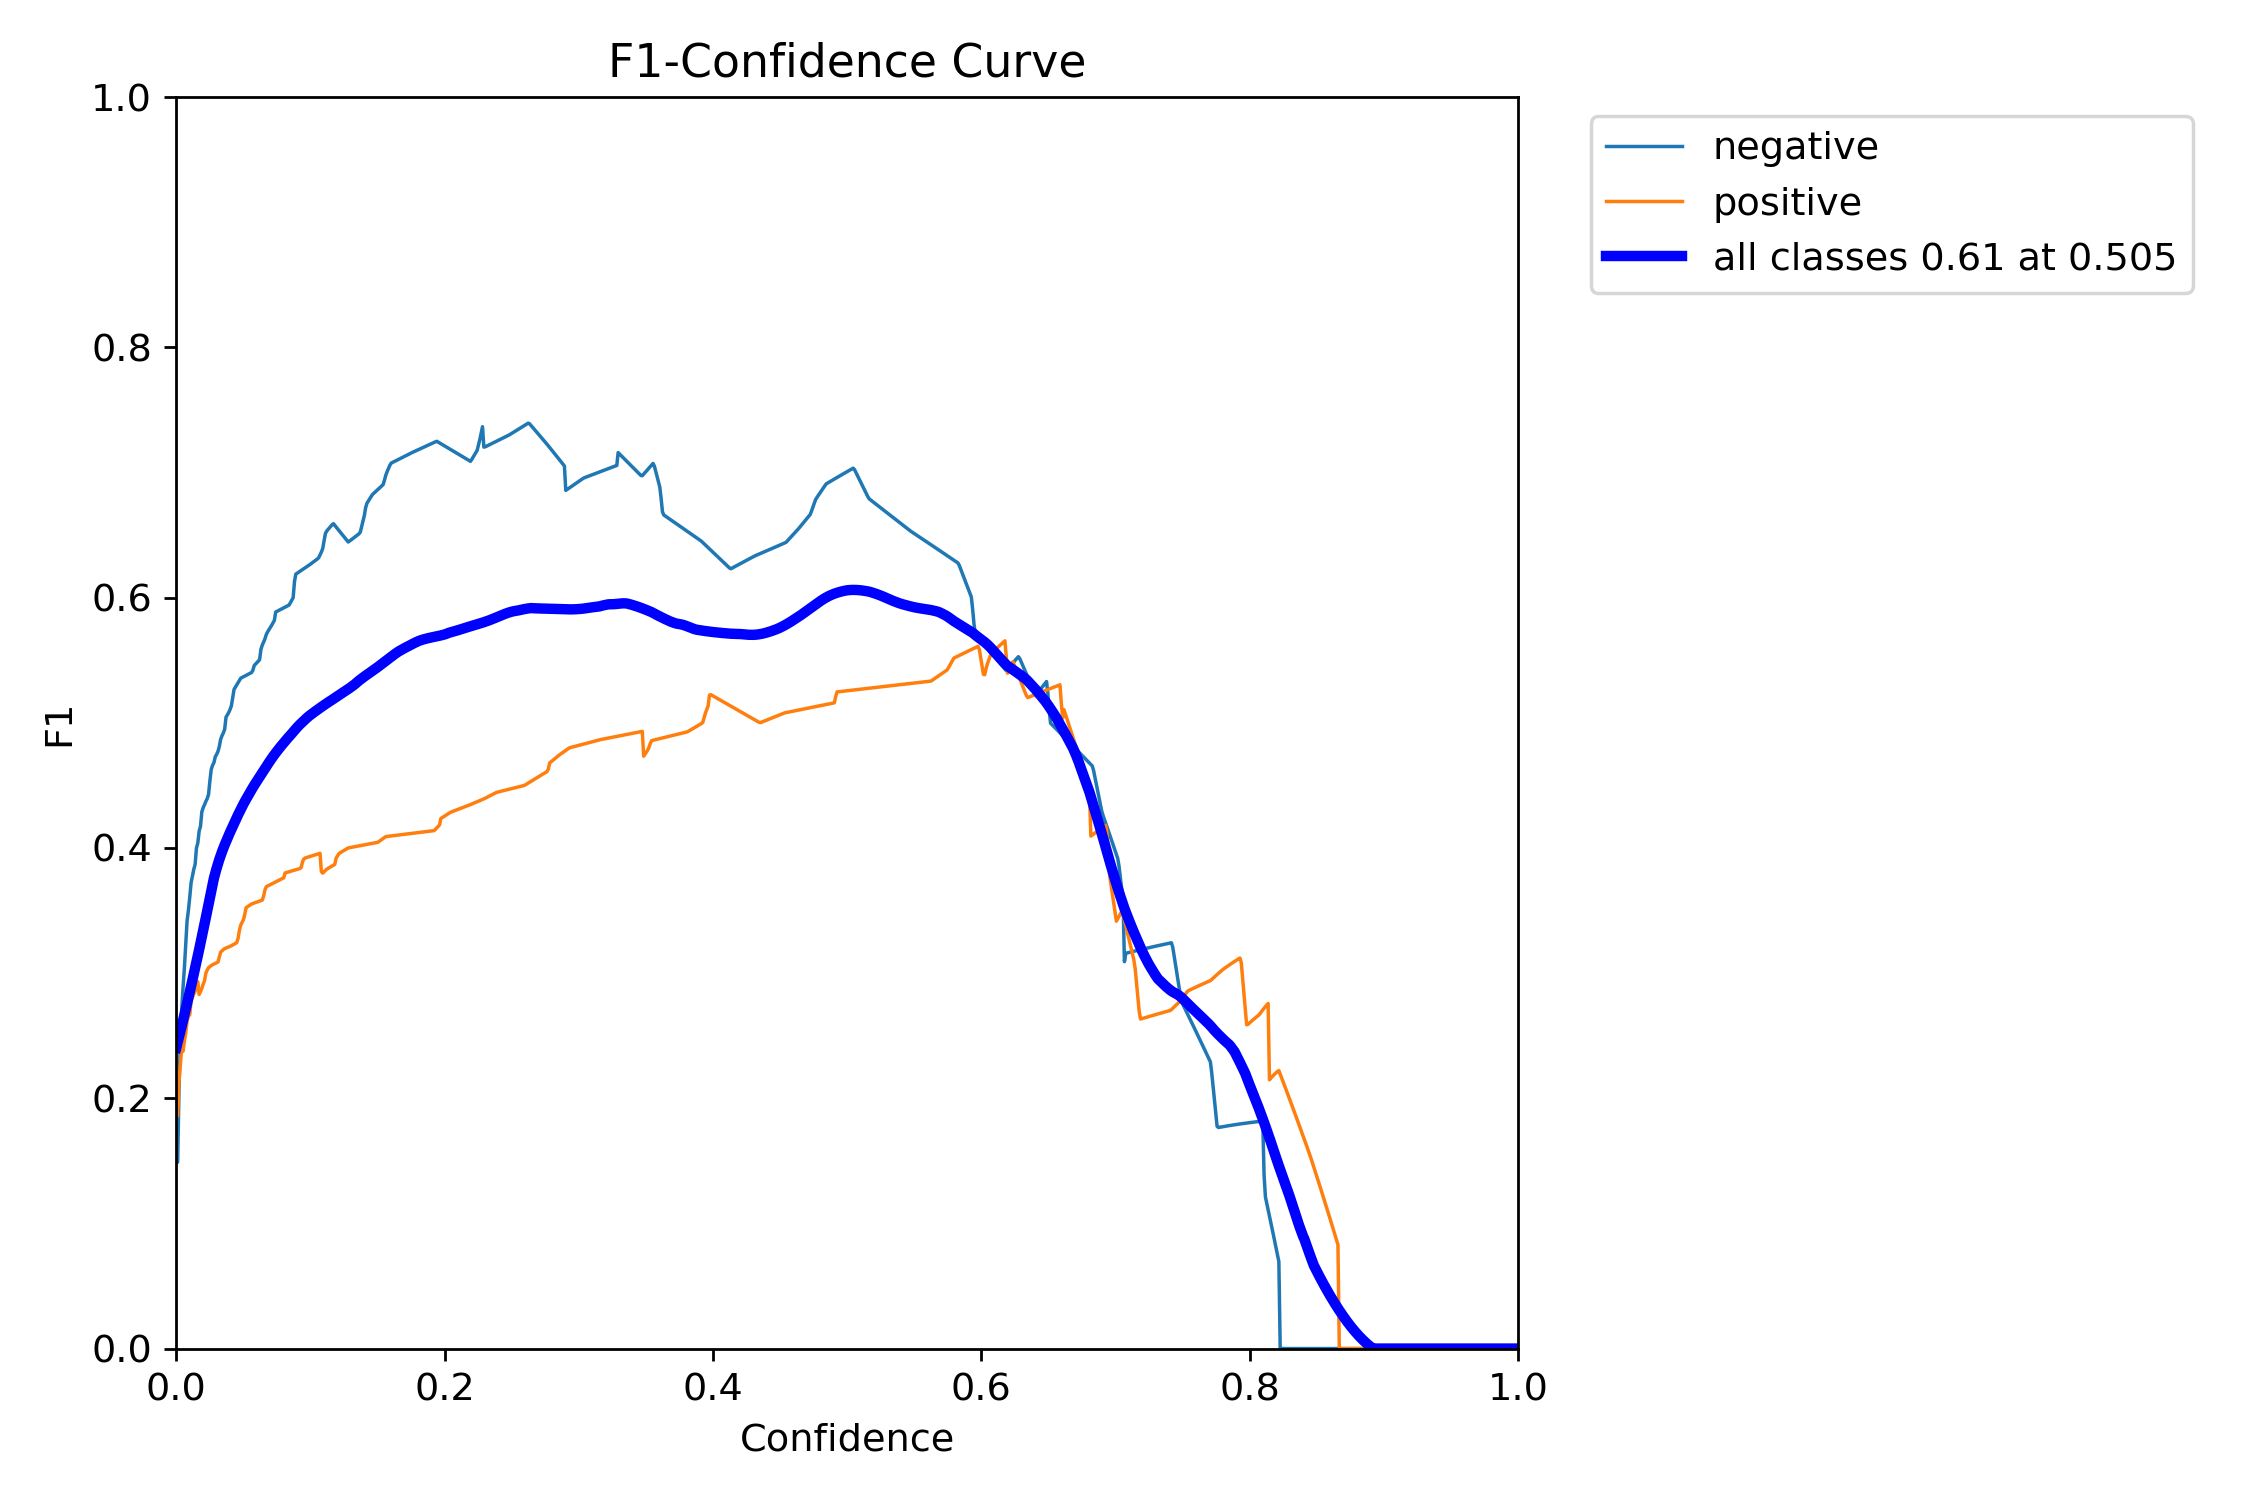 F1-Confidence Curve
negative
positive
all classes 0.61 at 0.505
1.0
0.8
0.6
0.4
0.2
0.0
F1
0.0 0.2 0.4 0.6 0.8 1.0
Confidence